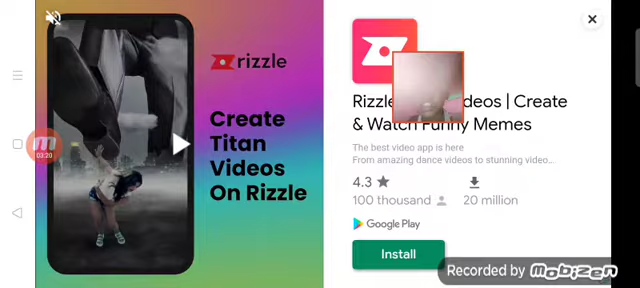 rizzle
Create
Titan
Videos
On Rizzle
Rizzle
| Create
& Watch Funny Memes
The best video app is here
From amazing dance videos to stunning video...
4.3
100 thousand
20 million
Google Play
Install
M
03:20
Recorded by Mobizen